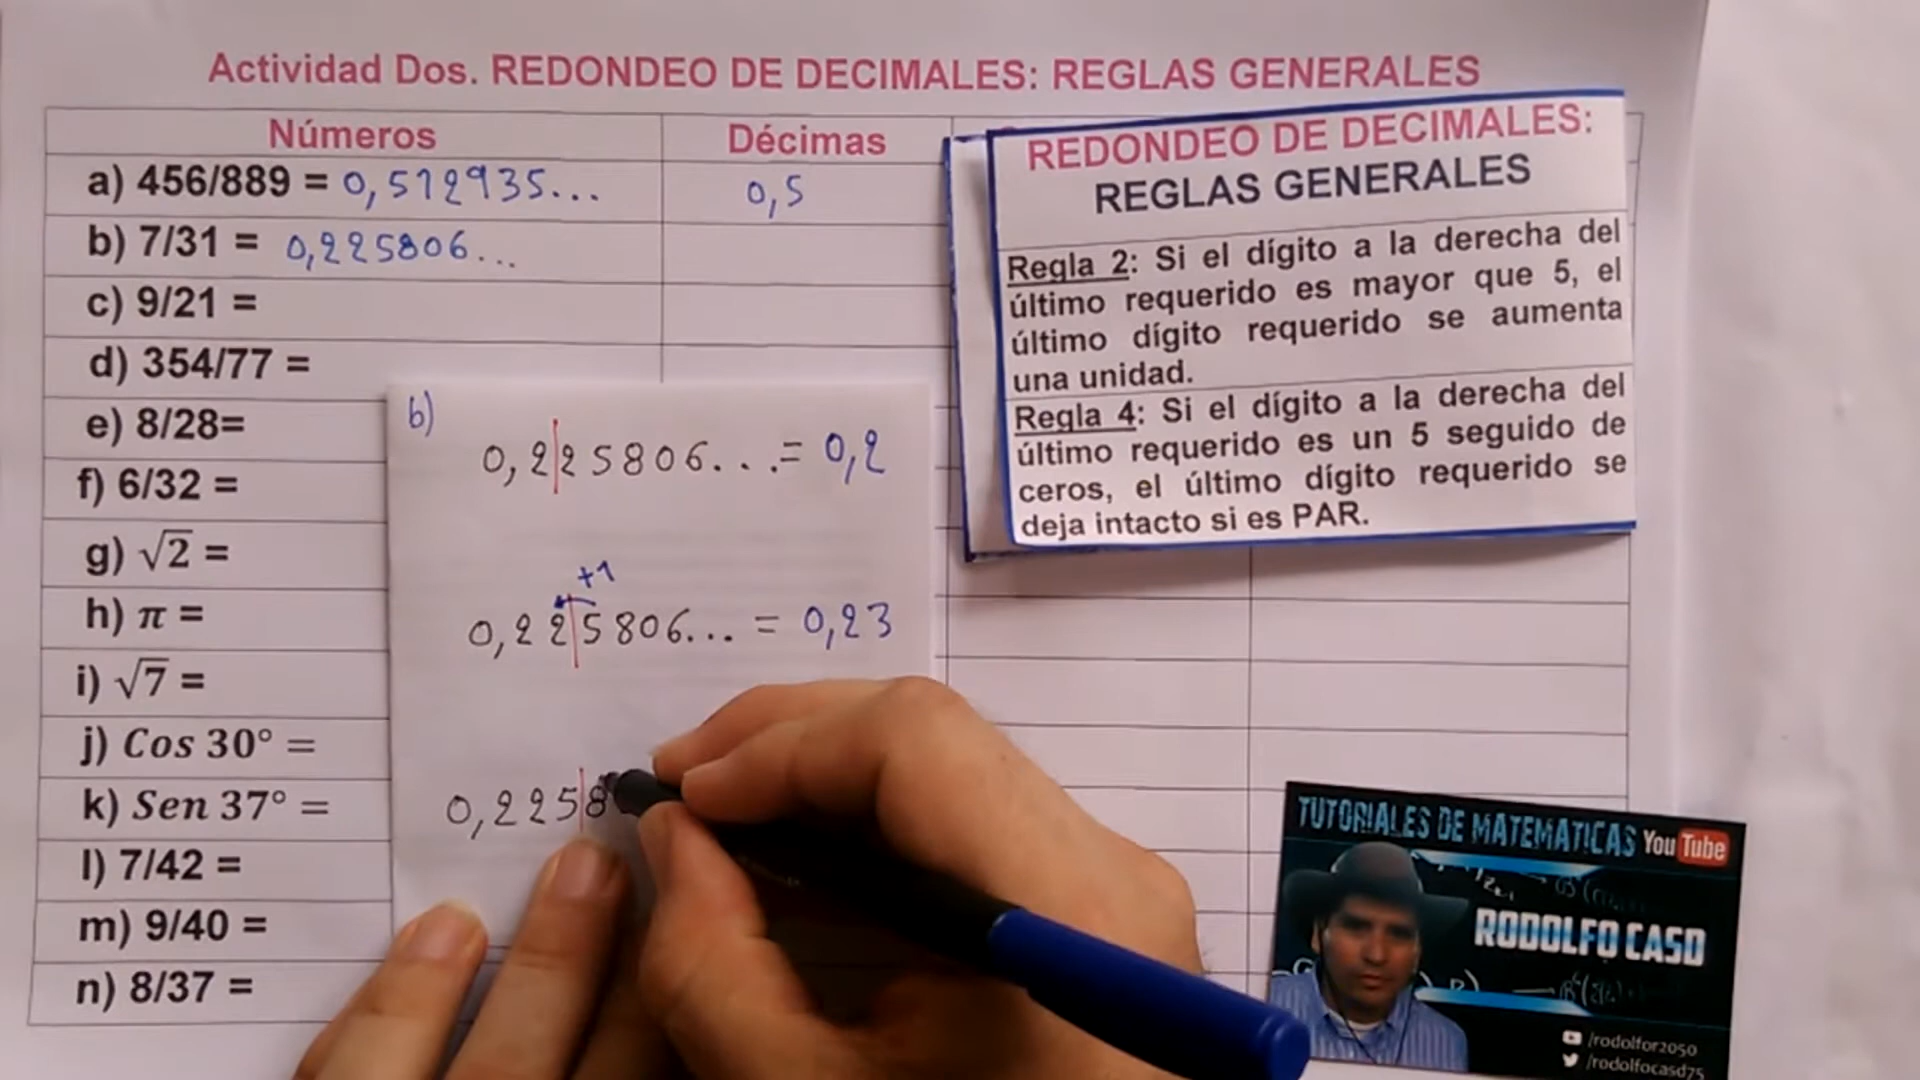 Actividad Dos. REDONDEO DE DECIMALES: REGLAS GENERALES
Números
Décimas
a) 456/889 = 0,512935...
0,5
b) 7/31 = 0,225806...
c) 9/21 =
d) 354/77 =
e) 8/28=
f) 6/32 =
g) √2 =
h) π =
i) √7 =
j) Cos 30° =
k) Sen 37° =
l) 7/42 =
m) 9/40 =
n) 8/37 =
REDONDEO DE DECIMALES:
REGLAS GENERALES
Regla 2: Si el dígito a la derecha del
último requerido es mayor que 5, el
último dígito requerido se aumenta
una unidad.
Regla 4: Si el dígito a la derecha del
último requerido es un 5 seguido de
ceros, el último dígito requerido se
deja intacto si es PAR.
b)
0,2|25806... = 0,2
+1
0,22|5806... = 0,23
0,225|8
TUTORIALES DE MATEMATICAS YouTube
RODOLFO CASD
/rodolfor2050
/rodolfocasd75